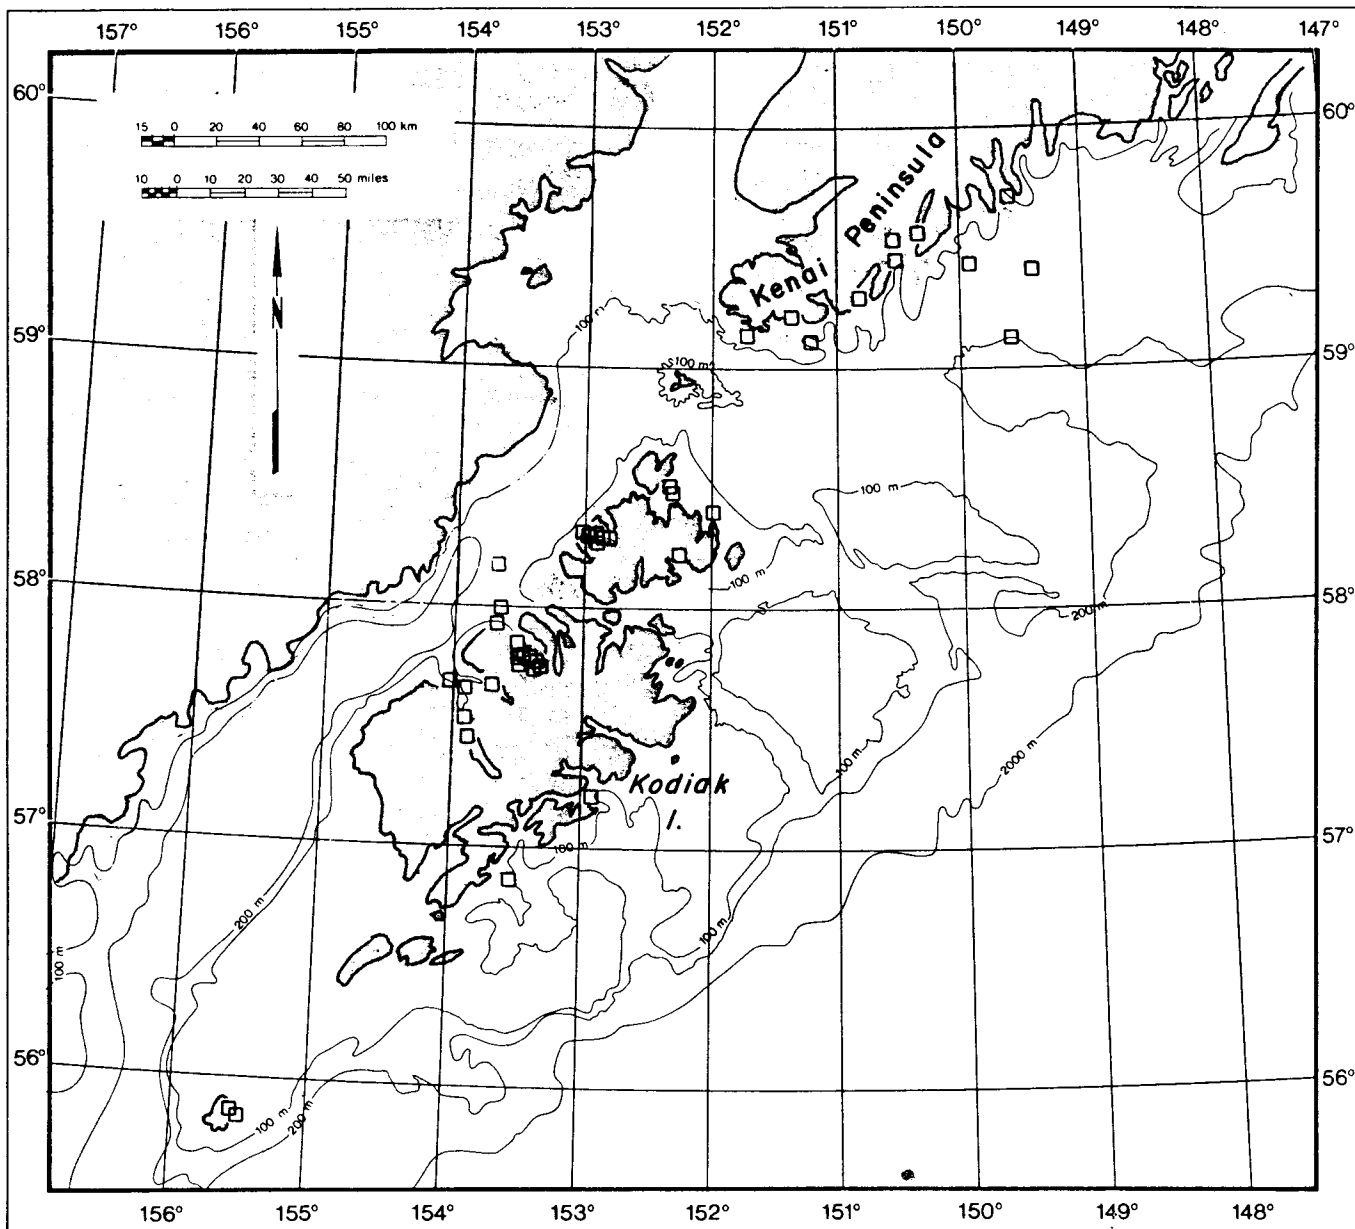 157° 156° 155° 154° 153° 152° 151° 150° 149° 148° 147°
60° 60°
15 0 20 40 60 80 100 km
10 0 10 20 30 40 50 miles
N
Kenai Peninsula
59° 59°
100 m
100 m
100 m
58° 58°
100 m
200 m
2000 m
100 m
Kodiak
I.
57° 57°
100 m
200 m
100 m
100 m
56° 56°
100 m
200 m
156° 155° 154° 153° 152° 151° 150° 149° 148°